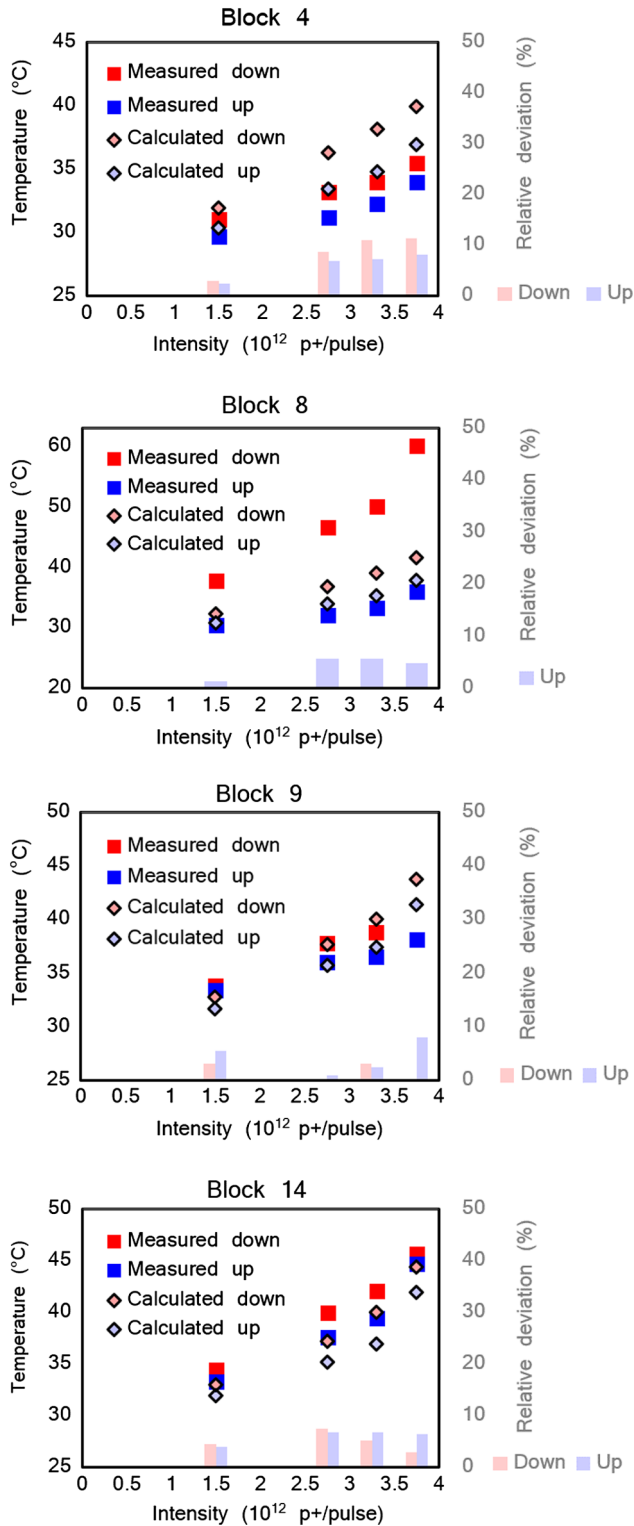 Block 4
Temperature (°C)
45
40
35
30
25
Measured down
Measured up
Calculated down
Calculated up
50
40
30
20
10
0
Relative deviation (%)
Down Up
0 0.5 1 1.5 2 2.5 3 3.5 4
Intensity (10¹² p+/pulse)
Block 8
Temperature (°C)
60
50
40
30
20
Measured down
Measured up
Calculated down
Calculated up
50
40
30
20
10
0
Relative deviation (%)
Up
0 0.5 1 1.5 2 2.5 3 3.5 4
Intensity (10¹² p+/pulse)
Block 9
Temperature (°C)
50
45
40
35
30
25
Measured down
Measured up
Calculated down
Calculated up
50
40
30
20
10
0
Relative deviation (%)
Down Up
0 0.5 1 1.5 2 2.5 3 3.5 4
Intensity (10¹² p+/pulse)
Block 14
Temperature (°C)
50
45
40
35
30
25
Measured down
Measured up
Calculated down
Calculated up
50
40
30
20
10
0
Relative deviation (%)
Down Up
0 0.5 1 1.5 2 2.5 3 3.5 4
Intensity (10¹² p+/pulse)